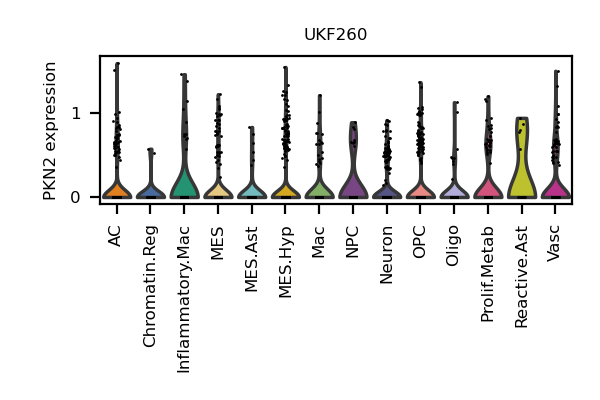 UKF260
PKN2 expression
1
0
AC
Chromatin.Reg
Inflammatory.Mac
MES
MES.Ast
MES.Hyp
Mac
NPC
Neuron
OPC
Oligo
Prolif.Metab
Reactive.Ast
Vasc